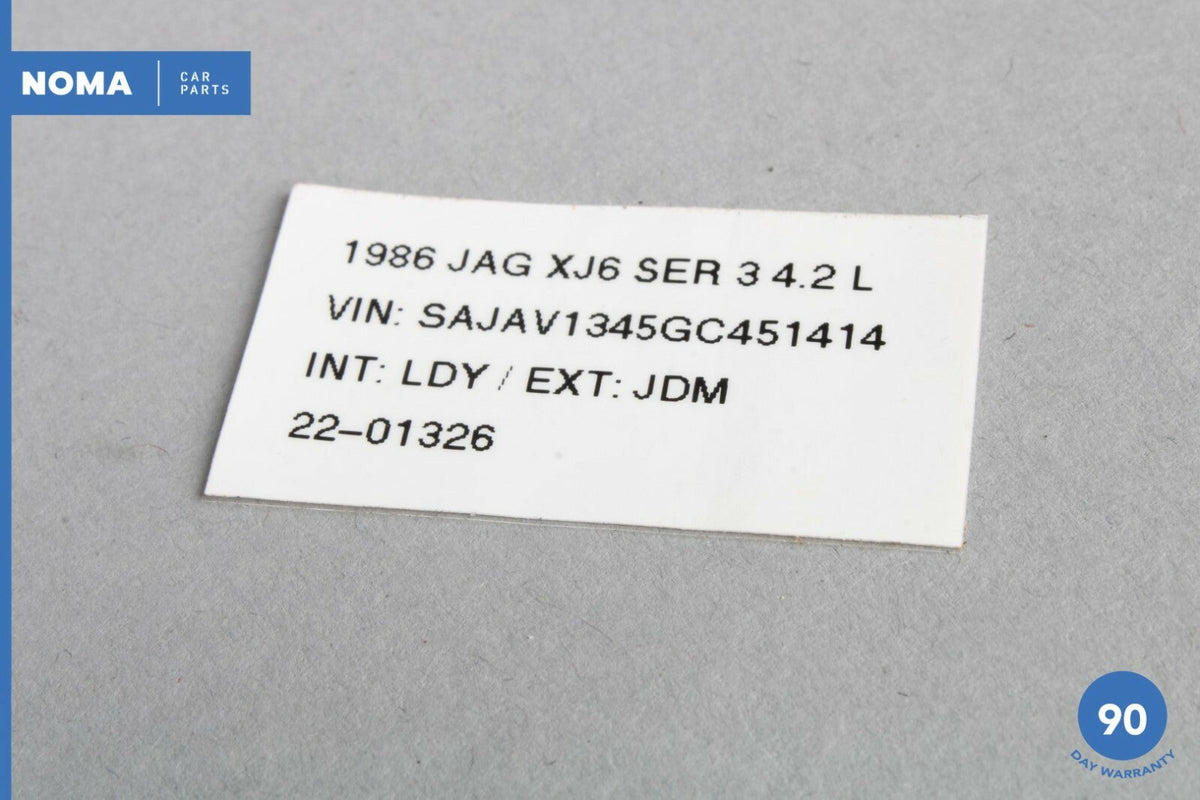 NOMA
CAR
PARTS
1986 JAG XJ6 SER 3 4.2 L
VIN: SAJAV1345GC451414
INT: LDY / EXT: JDM
22-01326
90
DAY WARRANTY